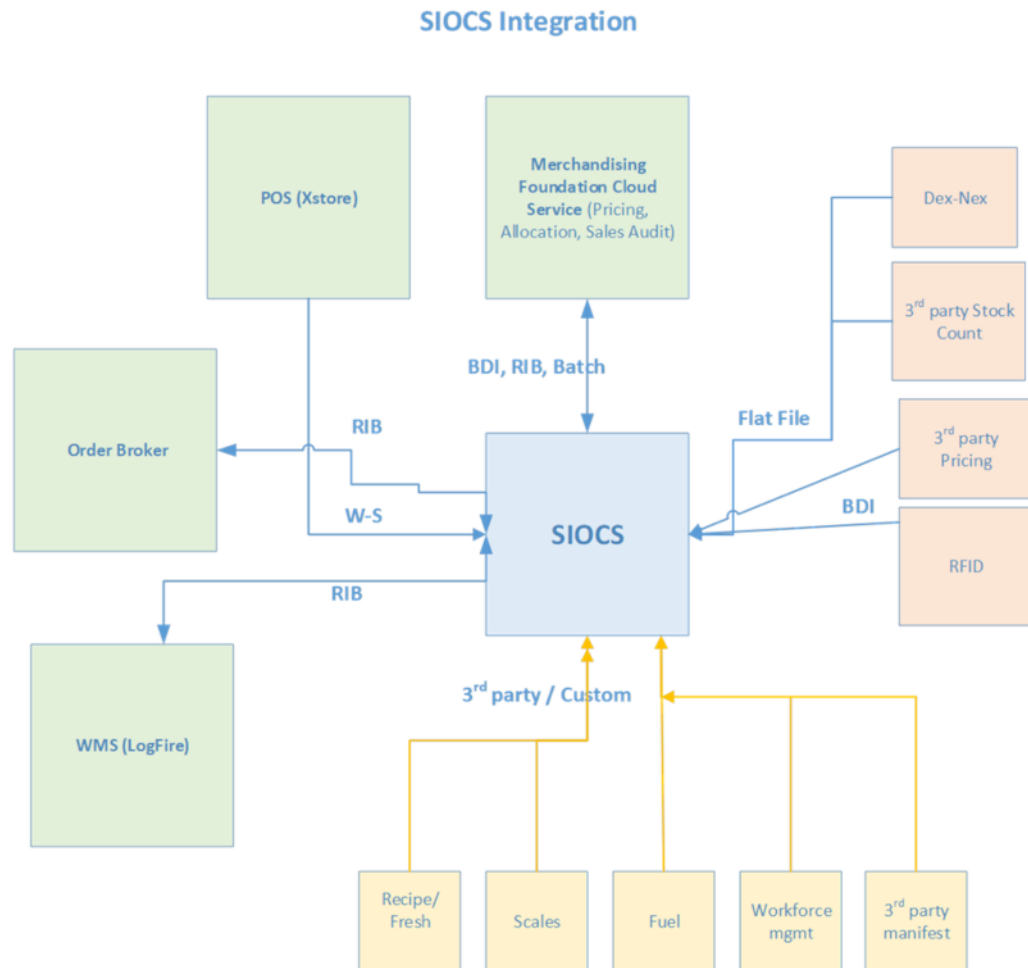 SIOCS Integration
POS (Xstore)
Merchandising
Foundation Cloud
Service (Pricing,
Allocation, Sales Audit)
Dex-Nex
3rd party Stock
Count
BDI, RIB, Batch
Flat File
RIB
Order Broker
3rd party
Pricing
W-S
SIOCS
BDI
RFID
RIB
3rd party / Custom
WMS (LogFire)
Recipe/
Fresh
Scales
Fuel
Workforce
mgmt
3rd party
manifest